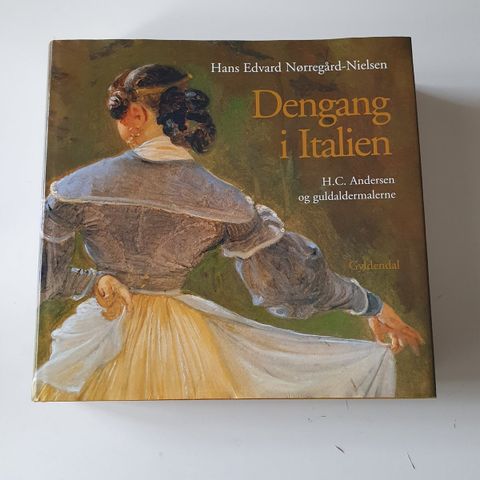 Hans Edvard Nørregård-Nielsen
Dengang
i Italien
H.C. Andersen
og guldaldermalerne
Gyldendal